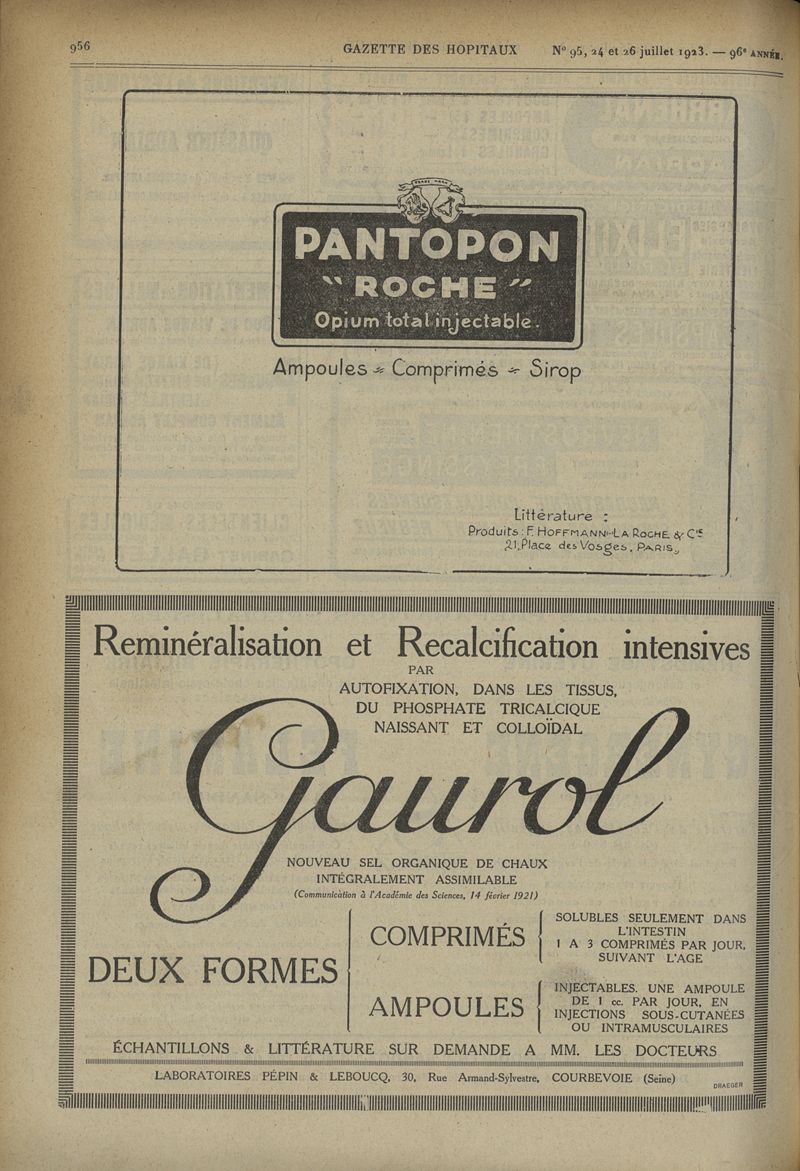 956
GAZETTE DES HOPITAUX
N° 95, 24 et 26 juillet 1923. — 96e ANNÉE.
PANTOPON
"ROCHE"
Opium total injectable.
Ampoules - Comprimés - Sirop
Littérature :
Produits : F. HOFFMANN-LA ROCHE & Cie
21, Place des Vosges, PARIS.
Reminéralisation et Recalcification intensives
PAR
AUTOFIXATION, DANS LES TISSUS,
DU PHOSPHATE TRICALCIQUE
NAISSANT ET COLLOÏDAL
Gaurol
NOUVEAU SEL ORGANIQUE DE CHAUX
INTÉGRALEMENT ASSIMILABLE
(Communication à l'Académie des Sciences, 14 février 1921)
DEUX FORMES
COMPRIMÉS
SOLUBLES SEULEMENT DANS
L'INTESTIN
1 A 3 COMPRIMÉS PAR JOUR,
SUIVANT L'AGE
AMPOULES
INJECTABLES. UNE AMPOULE
DE 1 cc. PAR JOUR, EN
INJECTIONS SOUS-CUTANÉES
OU INTRAMUSCULAIRES
ÉCHANTILLONS & LITTÉRATURE SUR DEMANDE A MM. LES DOCTEURS
LABORATOIRES PÉPIN & LEBOUCQ, 30, Rue Armand-Sylvestre, COURBEVOIE (Seine)
DRAEGER